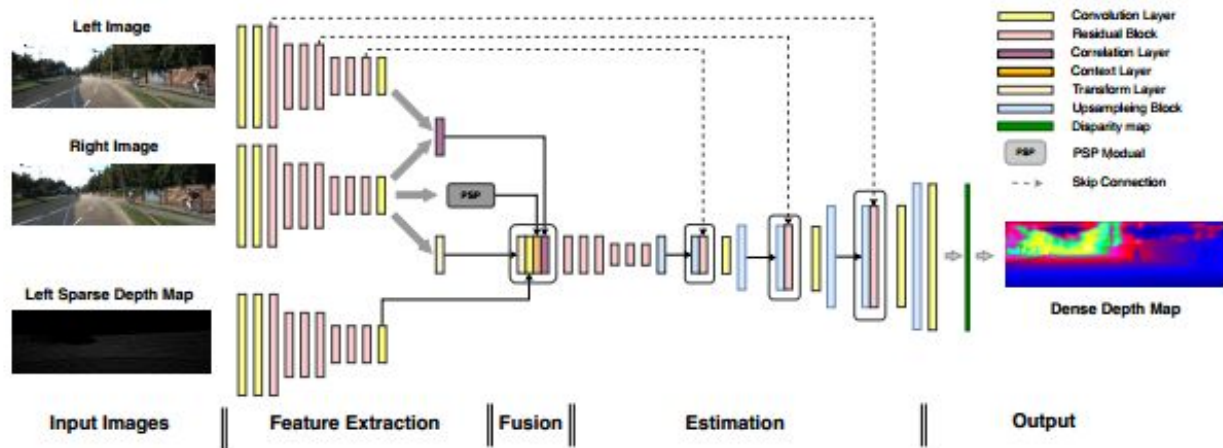 Left Image
Right Image
Left Sparse Depth Map
PSP
Convolution Layer
Residual Block
Correlation Layer
Context Layer
Transform Layer
Upsampleing Block
Disparity map
PSP PSP Modual
Skip Connection
Dense Depth Map
Input Images
Feature Extraction
Fusion
Estimation
Output